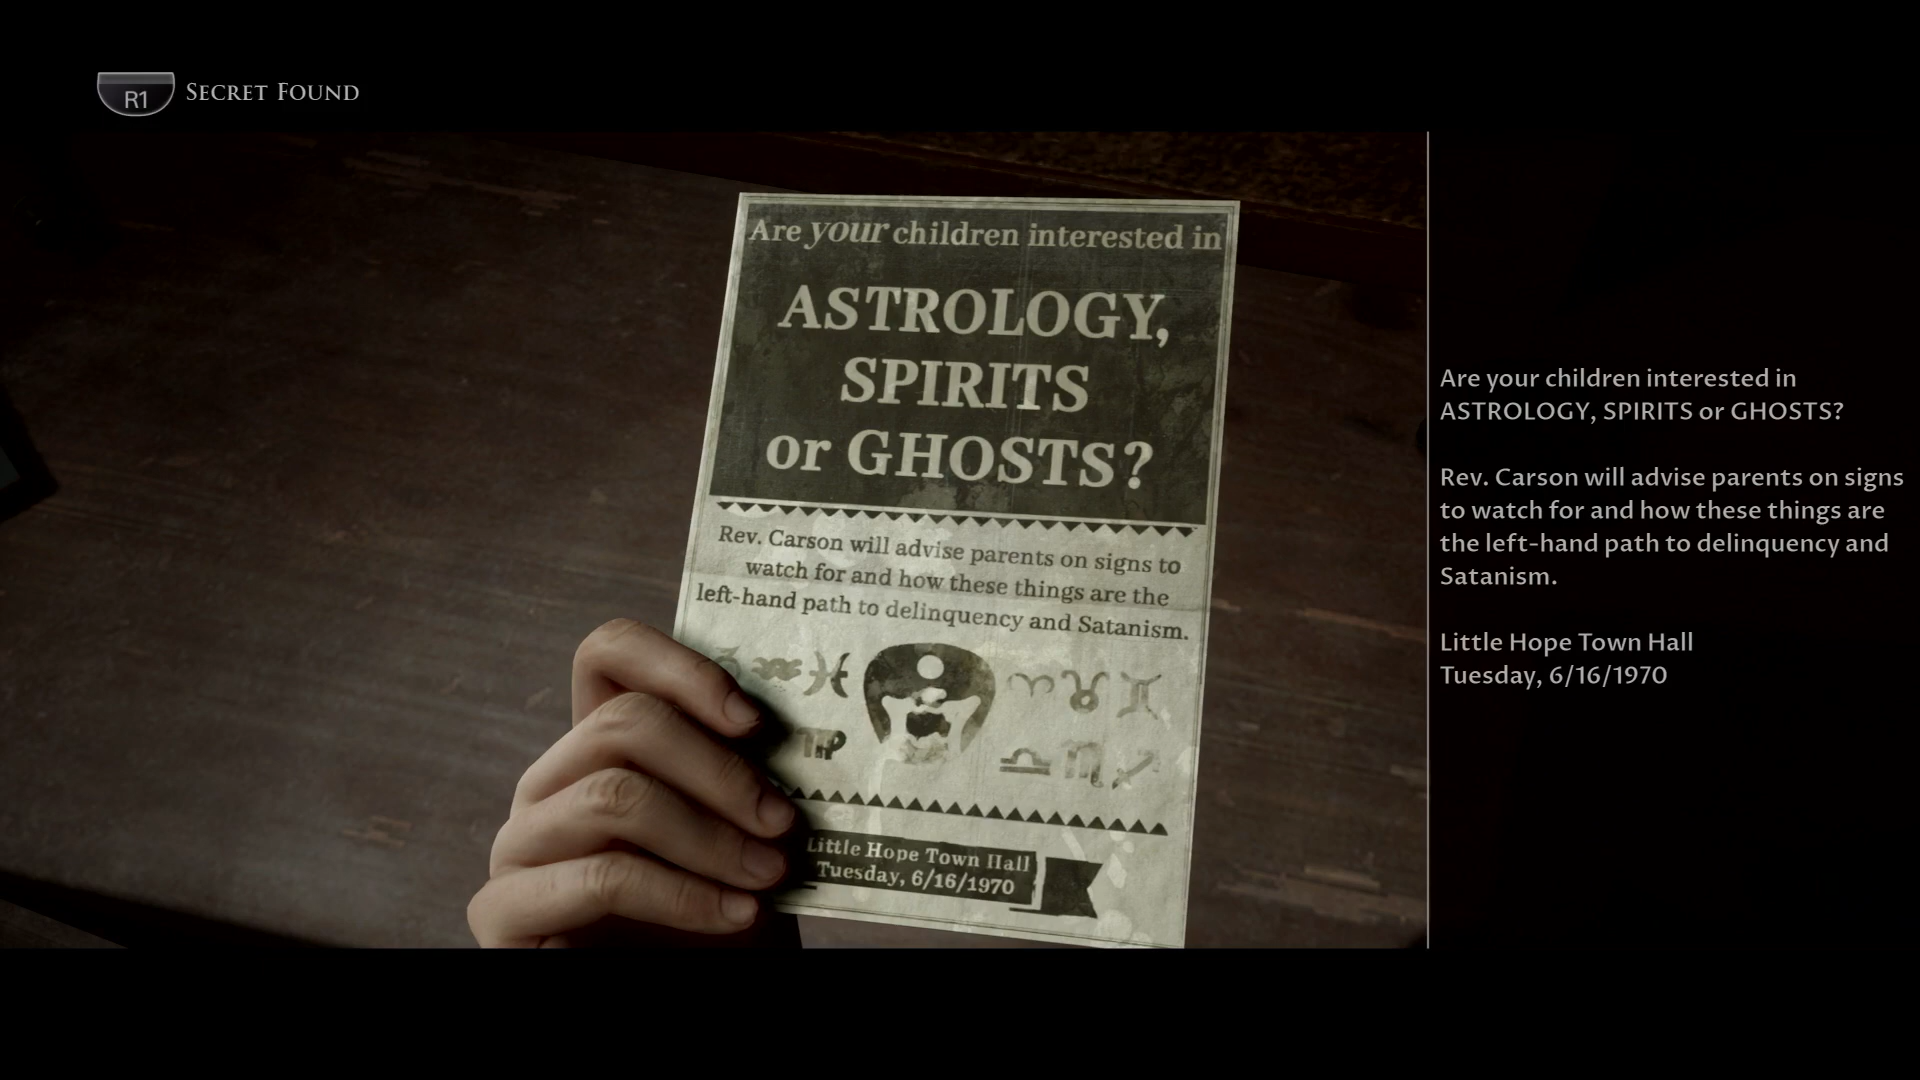 R1 SECRET FOUND
Are your children interested in
ASTROLOGY,
SPIRITS
or GHOSTS?
Rev. Carson will advise parents on signs to
watch for and how these things are the
left-hand path to delinquency and Satanism.
Little Hope Town Hall
Tuesday, 6/16/1970
Are your children interested in
ASTROLOGY, SPIRITS or GHOSTS?
Rev. Carson will advise parents on signs
to watch for and how these things are
the left-hand path to delinquency and
Satanism.
Little Hope Town Hall
Tuesday, 6/16/1970